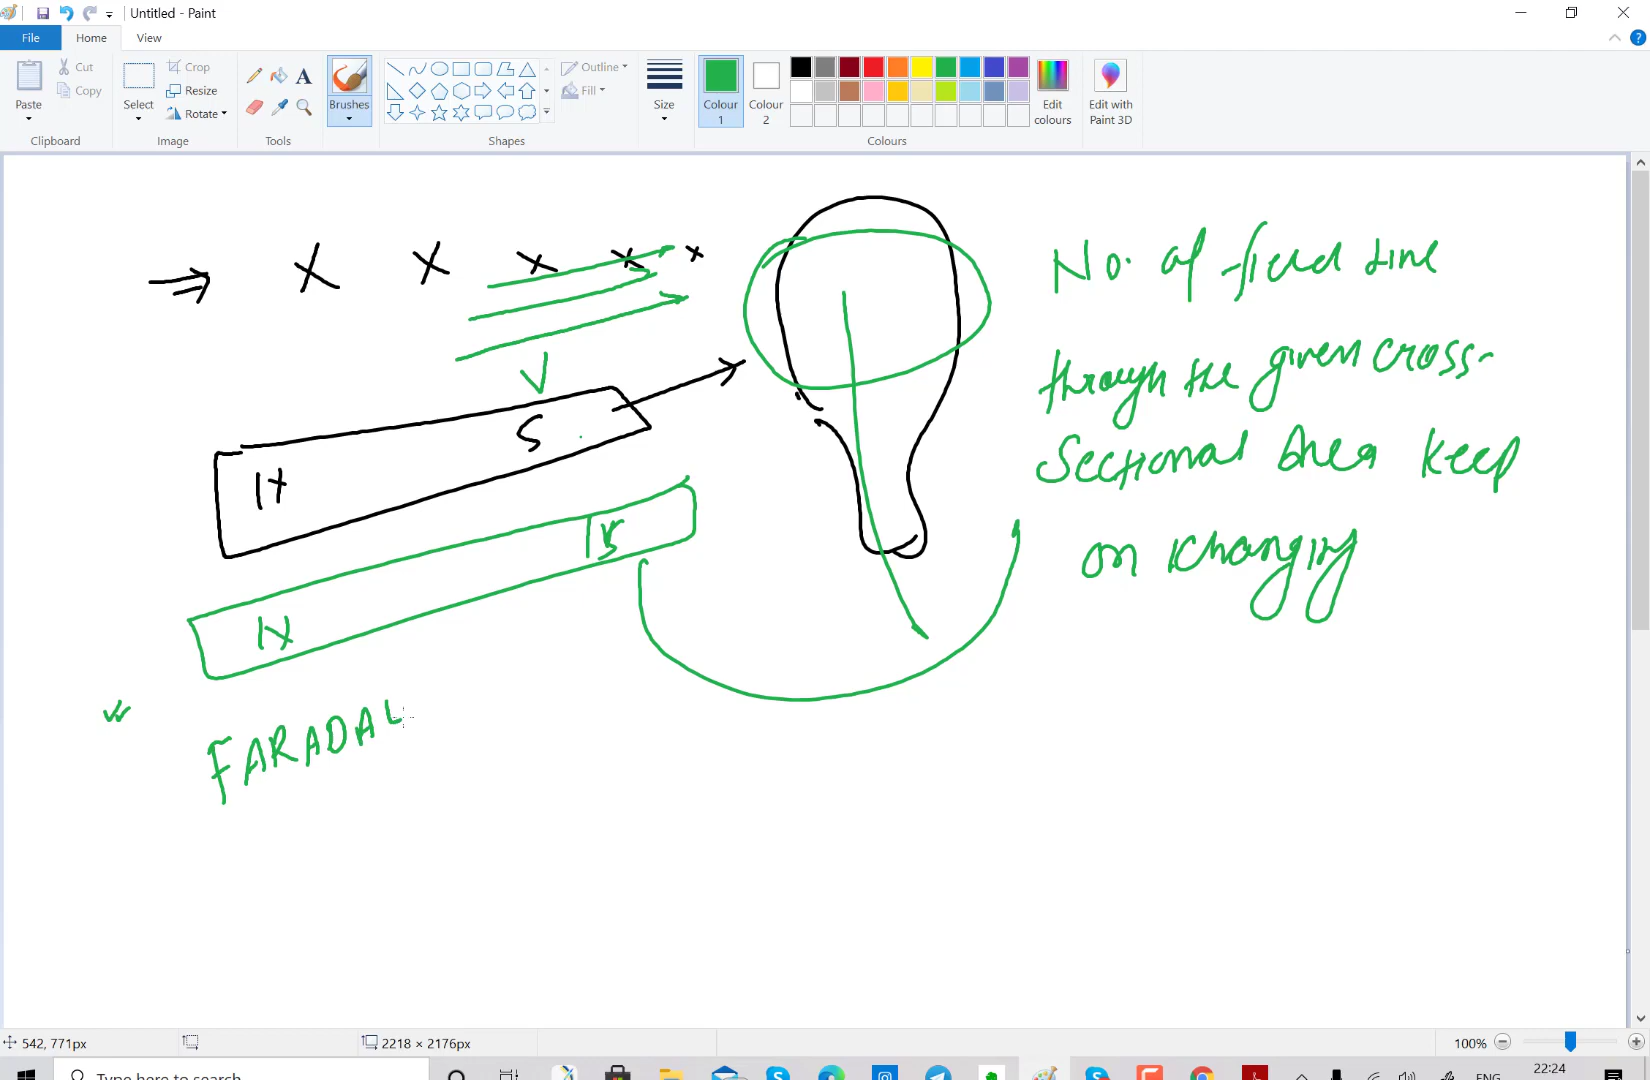 Untitled - Paint
File Home View
Paste Cut Copy Clipboard
Select Crop Resize Rotate Image
Tools
Brushes
Outline Fill Shapes
Size
Colour 1 Colour 2 Edit colours Colours
Edit with Paint 3D
X X X X X
No. of field Line
through the given cross-
Sectional Area Keep
on changing
S
N
S
N
FARADA
542, 771px 2218 × 2176px 100%
Type here to search ENG 22:24